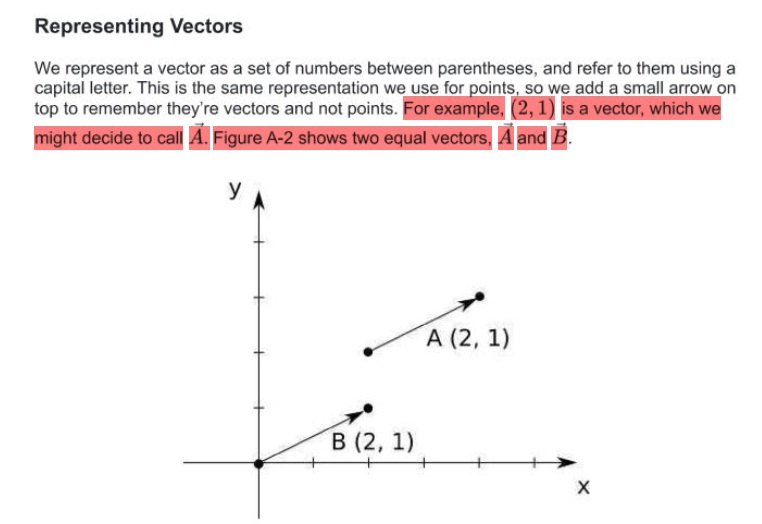 Representing Vectors
We represent a vector as a set of numbers between parentheses, and refer to them using a
capital letter. This is the same representation we use for points, so we add a small arrow on
top to remember they're vectors and not points. For example, (2, 1) is a vector, which we
might decide to call A⃗. Figure A-2 shows two equal vectors, A⃗ and B⃗.
y
A (2, 1)
B (2, 1)
x